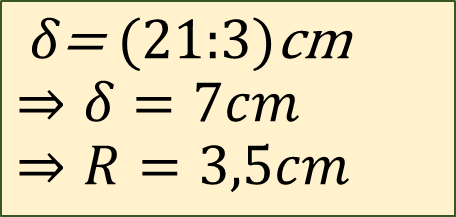 δ = (21:3)cm
⇒ δ = 7cm
⇒ R = 3,5cm